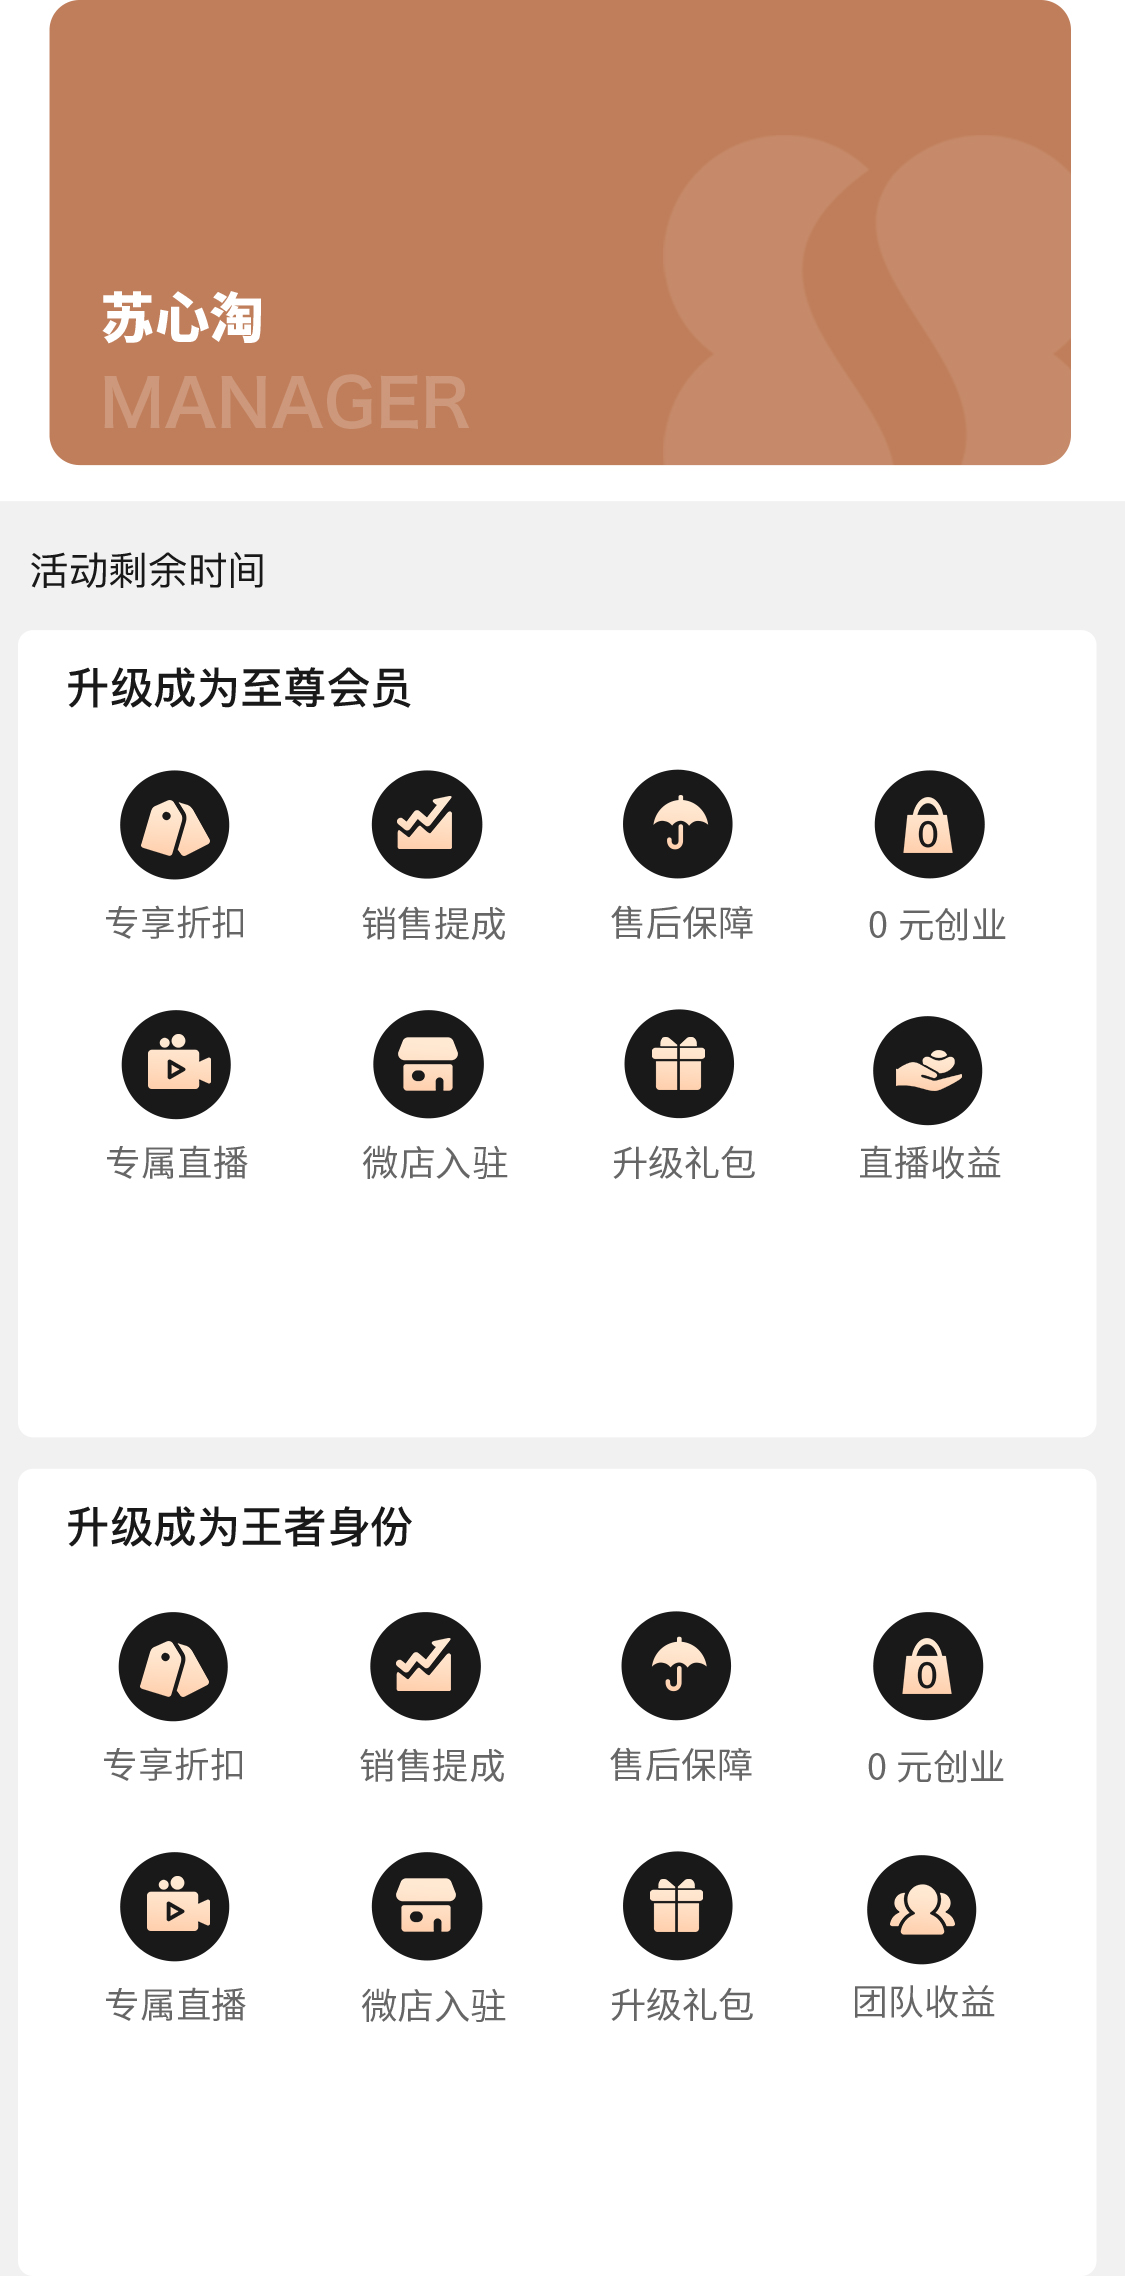 苏心淘
MANAGER
活动剩余时间
升级成为至尊会员
专享折扣 销售提成 售后保障 0 元创业
专属直播 微店入驻 升级礼包 直播收益
升级成为王者身份
专享折扣 销售提成 售后保障 0 元创业
专属直播 微店入驻 升级礼包 团队收益